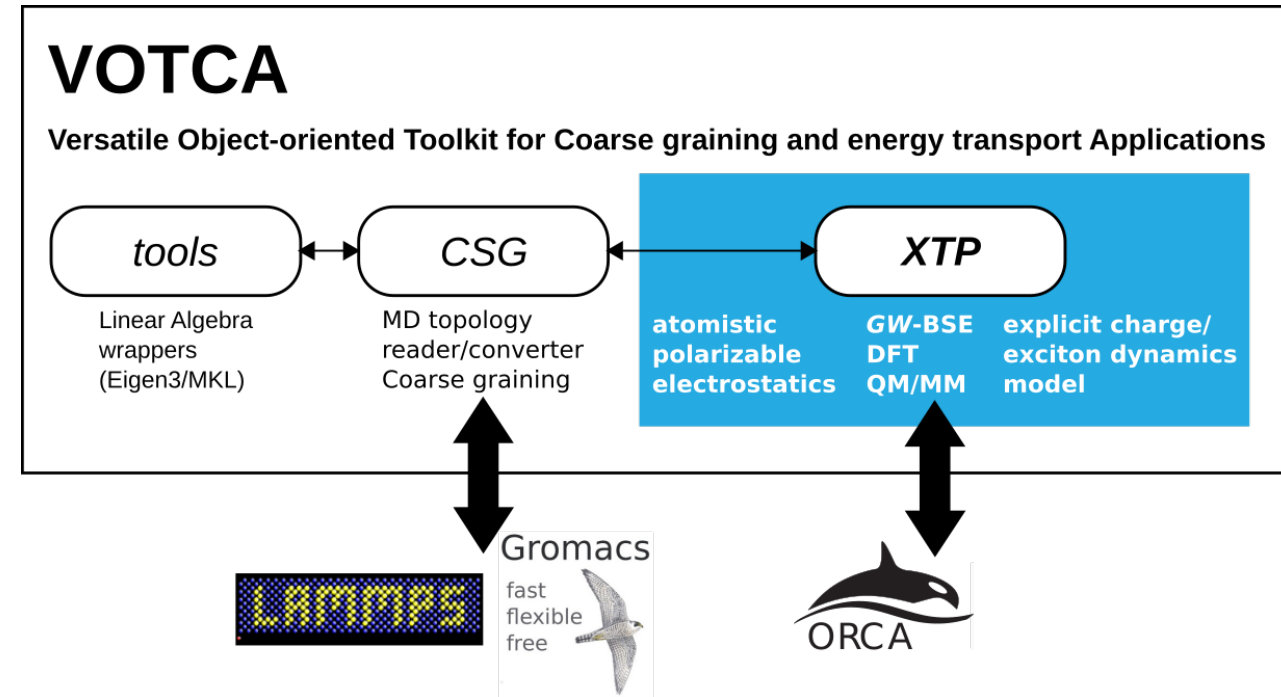 VOTCA
Versatile Object-oriented Toolkit for Coarse graining and energy transport Applications
tools
CSG
XTP
Linear Algebra
wrappers
(Eigen3/MKL)
MD topology
reader/converter
Coarse graining
atomistic
polarizable
electrostatics
GW-BSE
DFT
QM/MM
explicit charge/
exciton dynamics
model
LAMMPS
Gromacs
fast
flexible
free
ORCA